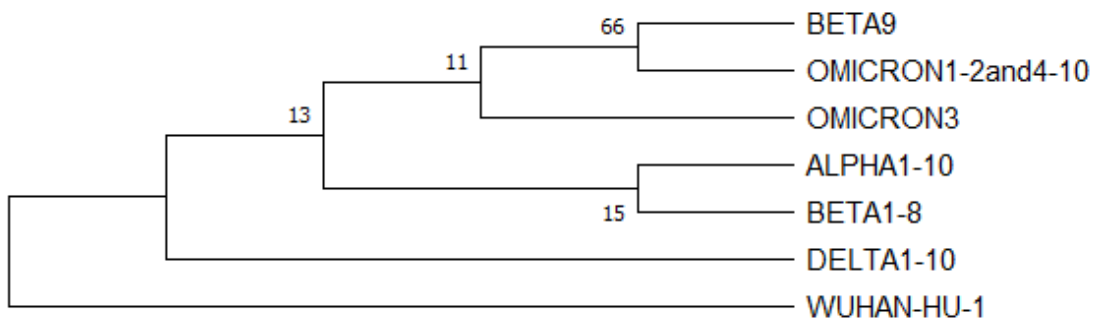 66
BETA9
OMICRON1-2and4-10
11
OMICRON3
13
ALPHA1-10
15
BETA1-8
DELTA1-10
WUHAN-HU-1